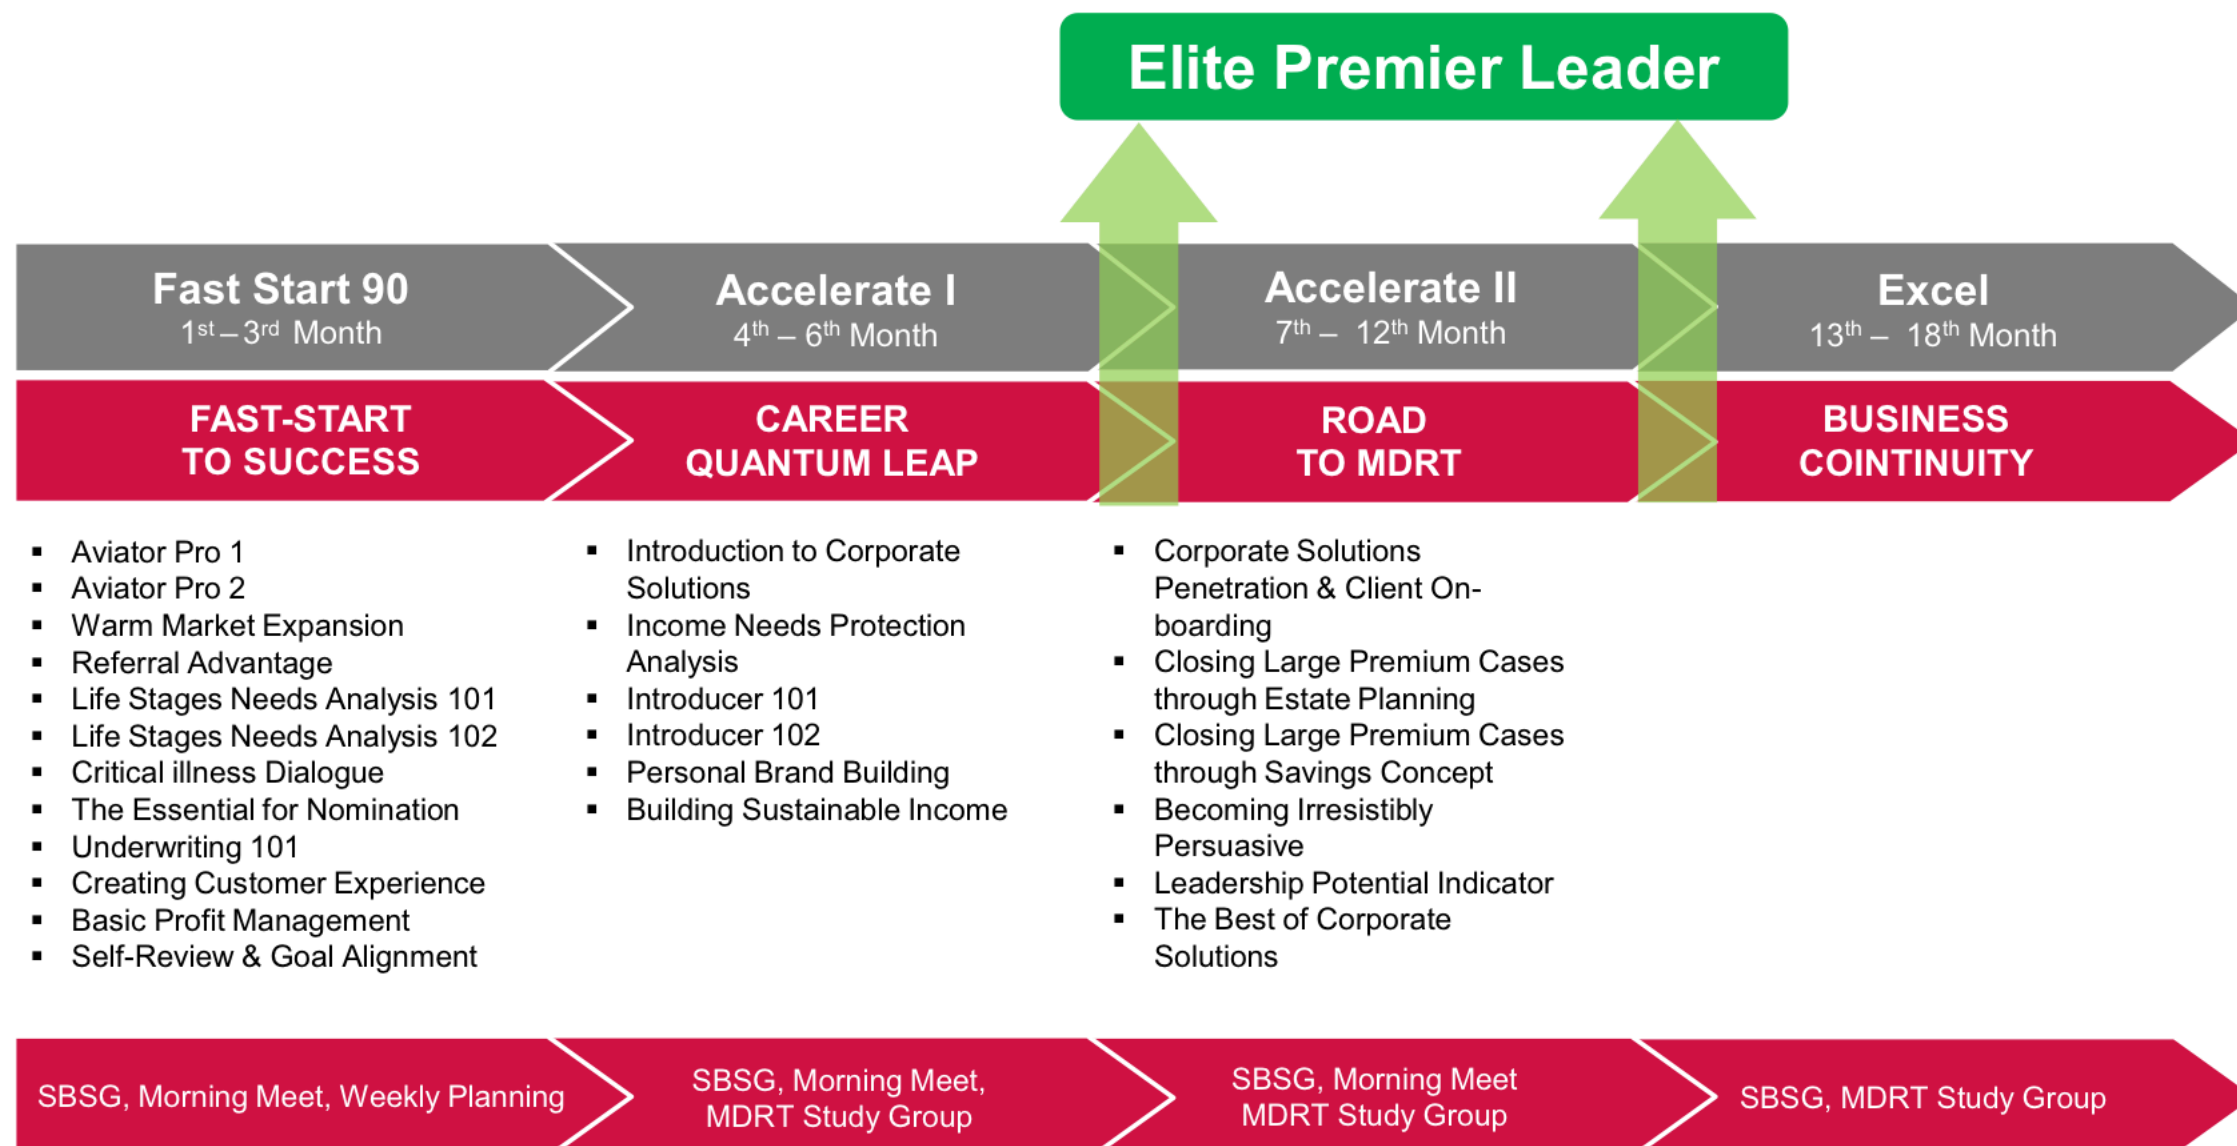 Elite Premier Leader
Fast Start 90
1st – 3rd Month
Accelerate I
4th – 6th Month
Accelerate II
7th – 12th Month
Excel
13th – 18th Month
FAST-START
TO SUCCESS
CAREER
QUANTUM LEAP
ROAD
TO MDRT
BUSINESS
COINTINUITY
▪ Aviator Pro 1
▪ Aviator Pro 2
▪ Warm Market Expansion
▪ Referral Advantage
▪ Life Stages Needs Analysis 101
▪ Life Stages Needs Analysis 102
▪ Critical illness Dialogue
▪ The Essential for Nomination
▪ Underwriting 101
▪ Creating Customer Experience
▪ Basic Profit Management
▪ Self-Review & Goal Alignment
▪ Introduction to Corporate
Solutions
▪ Income Needs Protection
Analysis
▪ Introducer 101
▪ Introducer 102
▪ Personal Brand Building
▪ Building Sustainable Income
▪ Corporate Solutions
Penetration & Client On-
boarding
▪ Closing Large Premium Cases
through Estate Planning
▪ Closing Large Premium Cases
through Savings Concept
▪ Becoming Irresistibly
Persuasive
▪ Leadership Potential Indicator
▪ The Best of Corporate
Solutions
SBSG, Morning Meet, Weekly Planning
SBSG, Morning Meet,
MDRT Study Group
SBSG, Morning Meet
MDRT Study Group
SBSG, MDRT Study Group